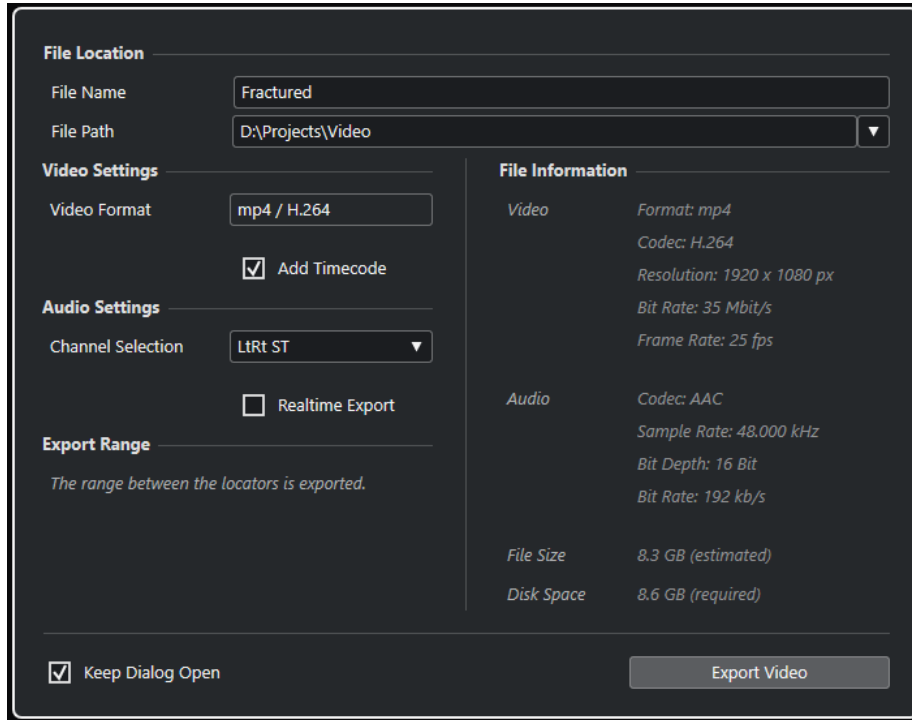 File Location
File Name Fractured
File Path D:\Projects\Video
Video Settings
Video Format mp4 / H.264
Add Timecode
Audio Settings
Channel Selection LtRt ST
Realtime Export
Export Range
The range between the locators is exported.
File Information
Video Format: mp4
Codec: H.264
Resolution: 1920 x 1080 px
Bit Rate: 35 Mbit/s
Frame Rate: 25 fps
Audio Codec: AAC
Sample Rate: 48.000 kHz
Bit Depth: 16 Bit
Bit Rate: 192 kb/s
File Size 8.3 GB (estimated)
Disk Space 8.6 GB (required)
Keep Dialog Open
Export Video